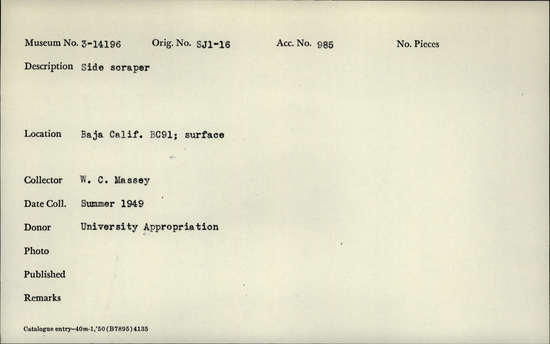 Museum No. 3-14196 Orig. No. SJ1-16 Acc. No. 985 No. Pieces
Description Side scraper
Location Baja Calif. BC91; surface
Collector W. C. Massey
Date Coll. Summer 1949
Donor University Appropriation
Photo
Published
Remarks
Catalogue entry—40m-1,'50 (B7895) 4135